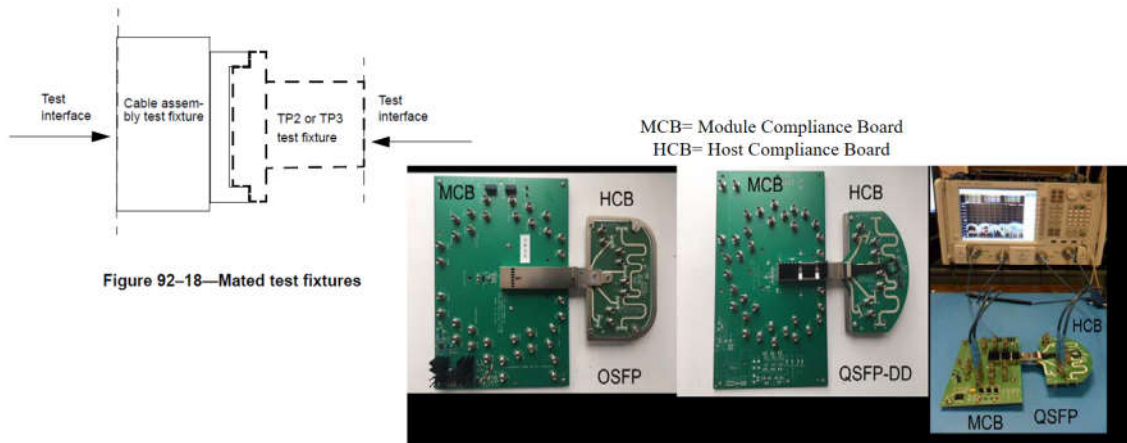 Test
interface
Cable assem-
bly test fixture
TP2 or TP3
test fixture
Test
interface
Figure 92–18—Mated test fixtures
MCB= Module Compliance Board
HCB= Host Compliance Board
MCB
HCB
OSFP
MCB
HCB
QSFP-DD
HCB
MCB
QSFP